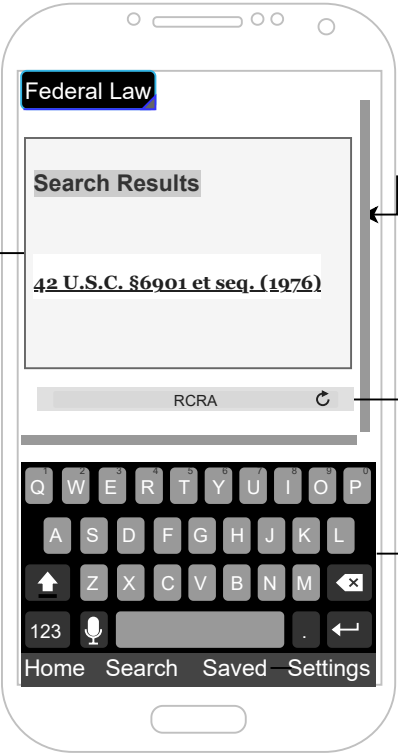 Federal Law
Search Results
42 U.S.C. §6901 et seq. (1976)
RCRA
1 2 3 4 5 6 7 8 9 0
Q W E R T Y U I O P
A S D F G H J K L
Z X C V B N M
123 .
Home Search Saved Settings